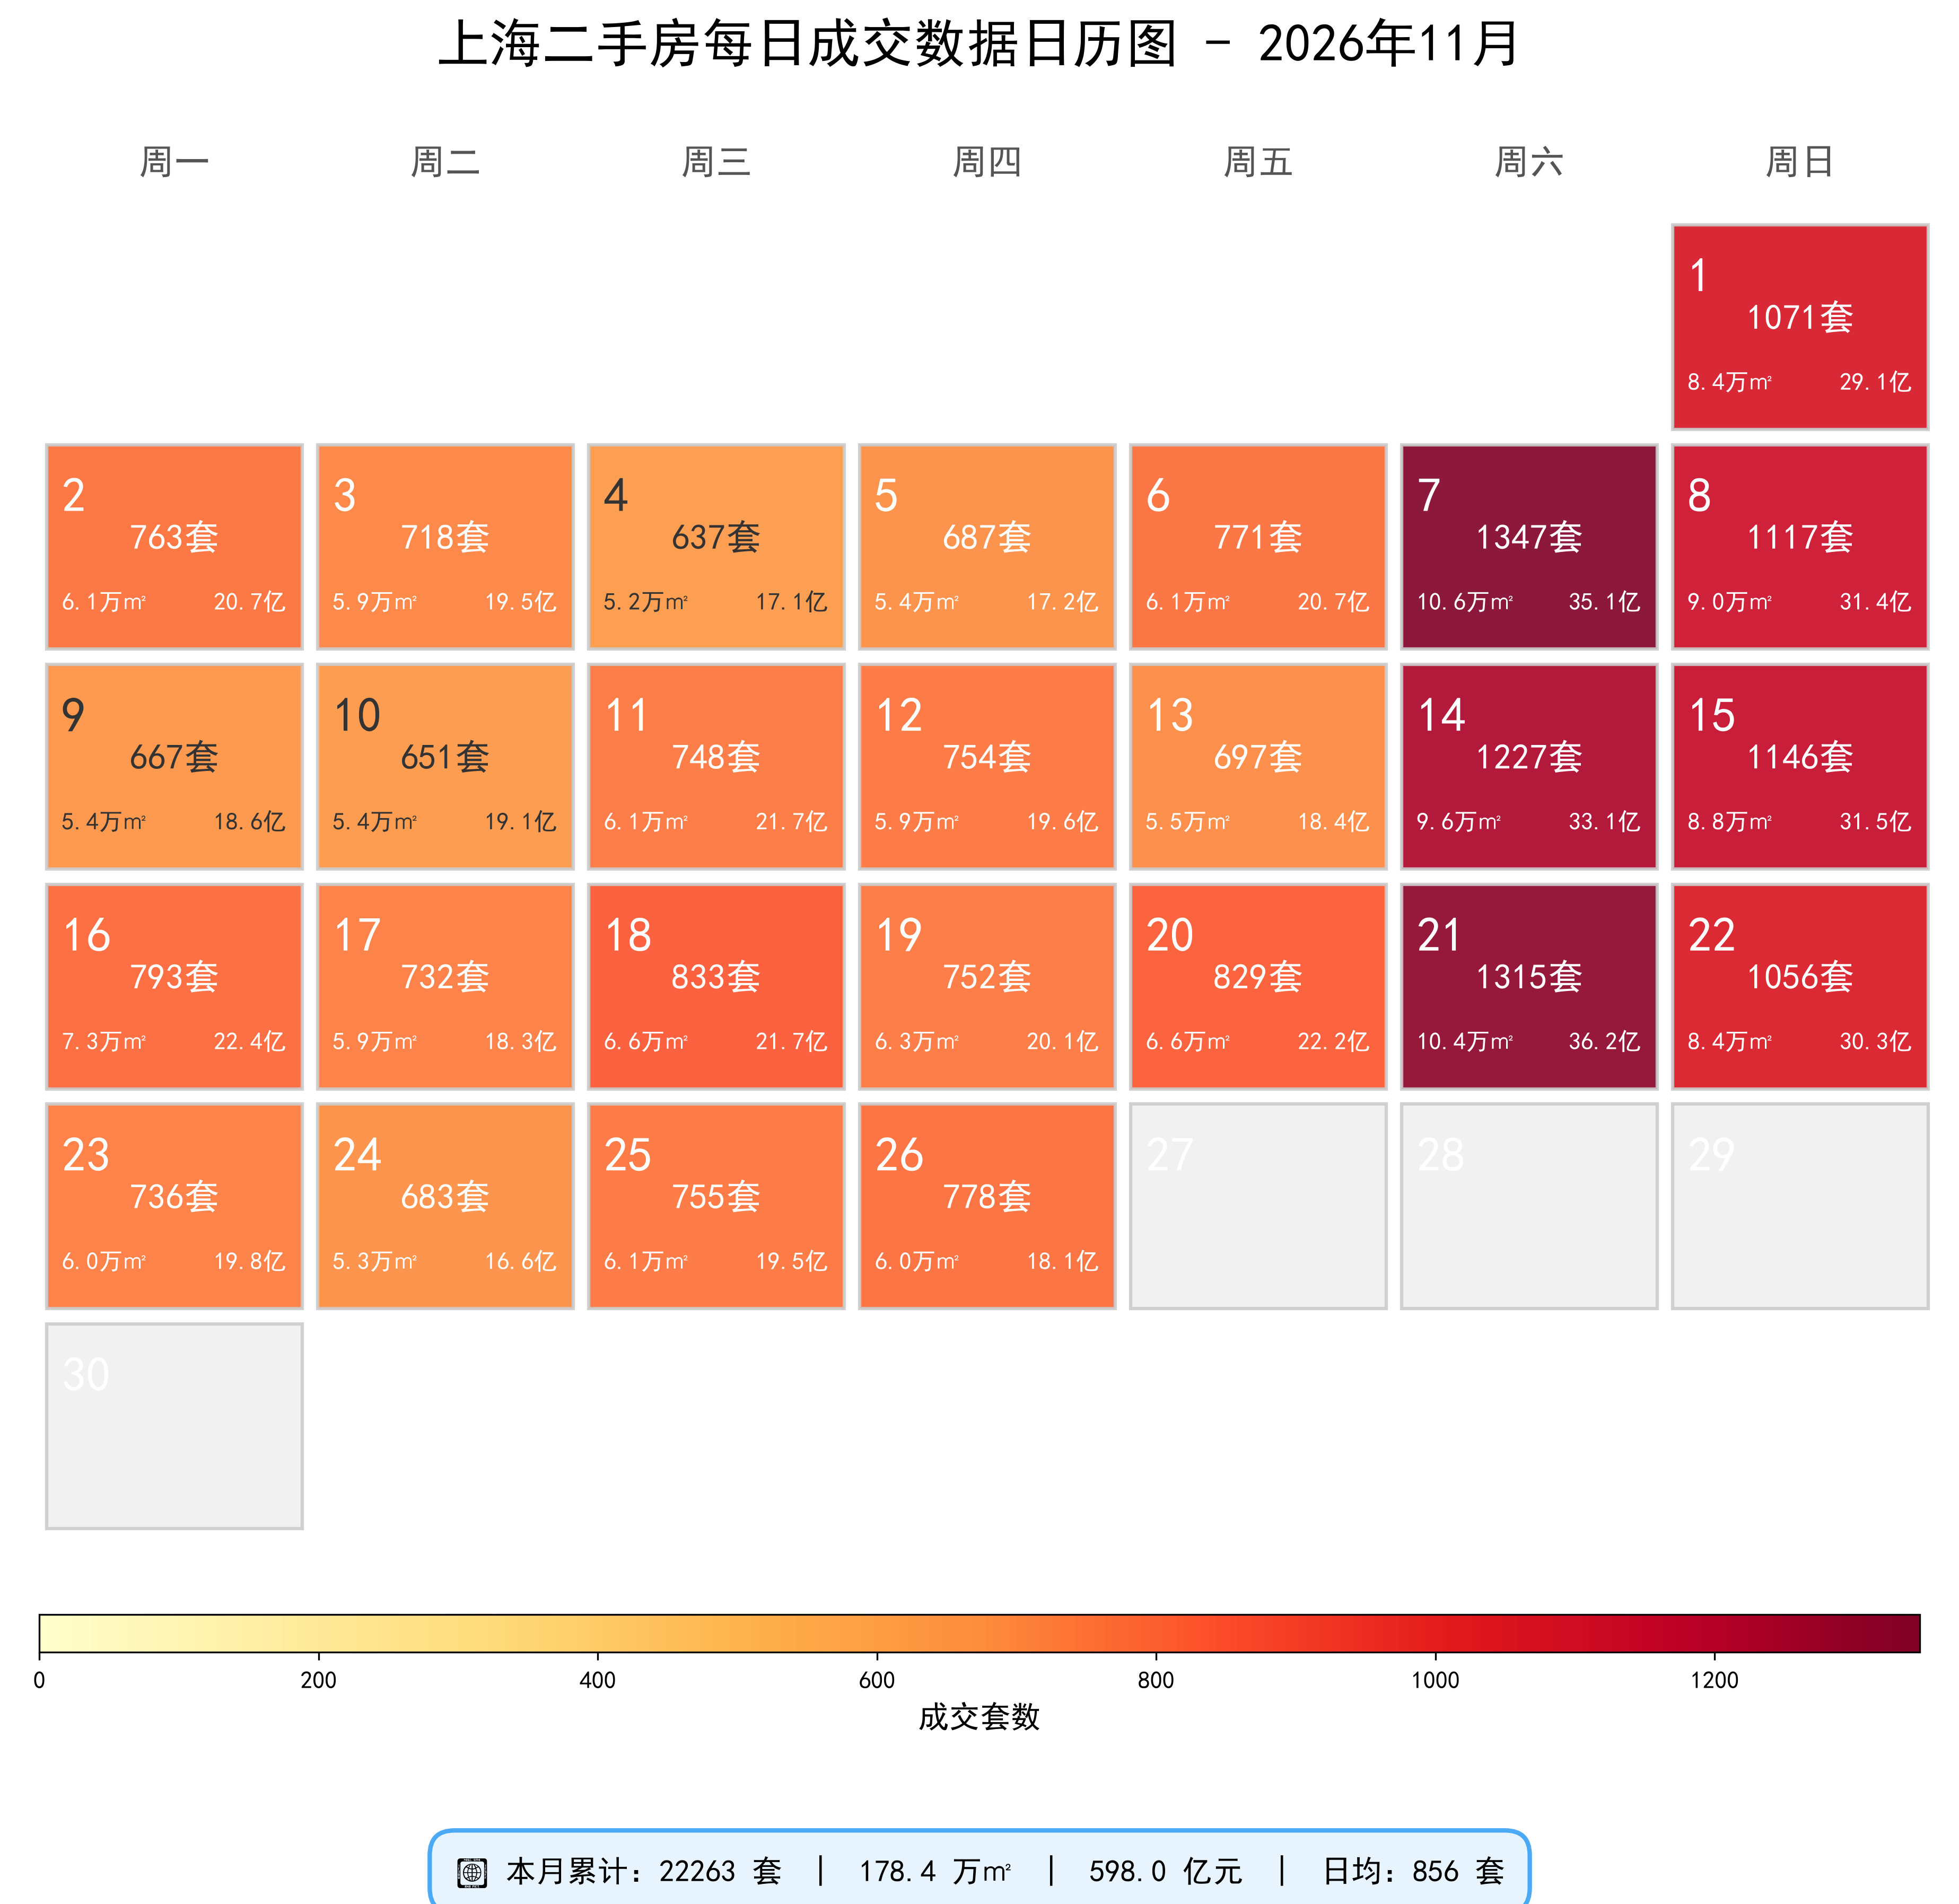 上海二手房每日成交数据日历图 - 2026年11月
周一 周二 周三 周四 周五 周六 周日
1
1071套
8.4万㎡ 29.1亿
2 3 4 5 6 7 8
763套 718套 637套 687套 771套 1347套 1117套
6.1万㎡ 20.7亿 5.9万㎡ 19.5亿 5.2万㎡ 17.1亿 5.4万㎡ 17.2亿 6.1万㎡ 20.7亿 10.6万㎡ 35.1亿 9.0万㎡ 31.4亿
9 10 11 12 13 14 15
667套 651套 748套 754套 697套 1227套 1146套
5.4万㎡ 18.6亿 5.4万㎡ 19.1亿 6.1万㎡ 21.7亿 5.9万㎡ 19.6亿 5.5万㎡ 18.4亿 9.6万㎡ 33.1亿 8.8万㎡ 31.5亿
16 17 18 19 20 21 22
793套 732套 833套 752套 829套 1315套 1056套
7.3万㎡ 22.4亿 5.9万㎡ 18.3亿 6.6万㎡ 21.7亿 6.3万㎡ 20.1亿 6.6万㎡ 22.2亿 10.4万㎡ 36.2亿 8.4万㎡ 30.3亿
23 24 25 26 27 28 29
736套 683套 755套 778套
6.0万㎡ 19.8亿 5.3万㎡ 16.6亿 6.1万㎡ 19.5亿 6.0万㎡ 18.1亿
30
0 200 400 600 800 1000 1200
成交套数
本月累计: 22263 套 | 178.4 万㎡ | 598.0 亿元 | 日均: 856 套